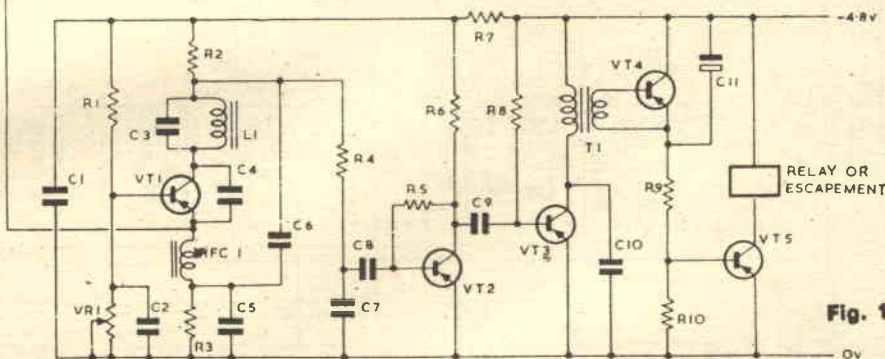 R7
-4·8V
R2
VT4
C11
R1
R6
R8
C3
L1
T1
R4
RELAY OR
ESCAPEMENT
C4
R5
C9
R9
C1
VT1
C6
VT3
VT5
C8
C10
RFC 1
VT2
C7
VR1
C2
C5
R3
R10
Fig. 1
0v